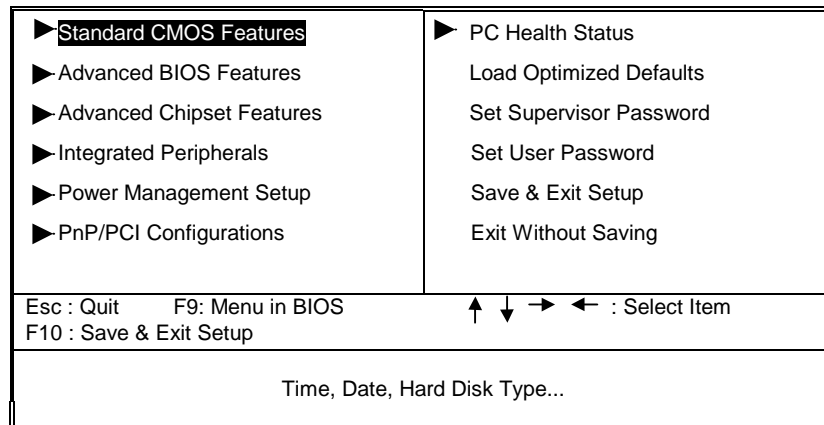 Standard CMOS Features
Advanced BIOS Features
Advanced Chipset Features
Integrated Peripherals
Power Management Setup
PnP/PCI Configurations
PC Health Status
Load Optimized Defaults
Set Supervisor Password
Set User Password
Save & Exit Setup
Exit Without Saving
Esc : Quit F9: Menu in BIOS
F10 : Save & Exit Setup
↑ ↓ → ← : Select Item
Time, Date, Hard Disk Type...